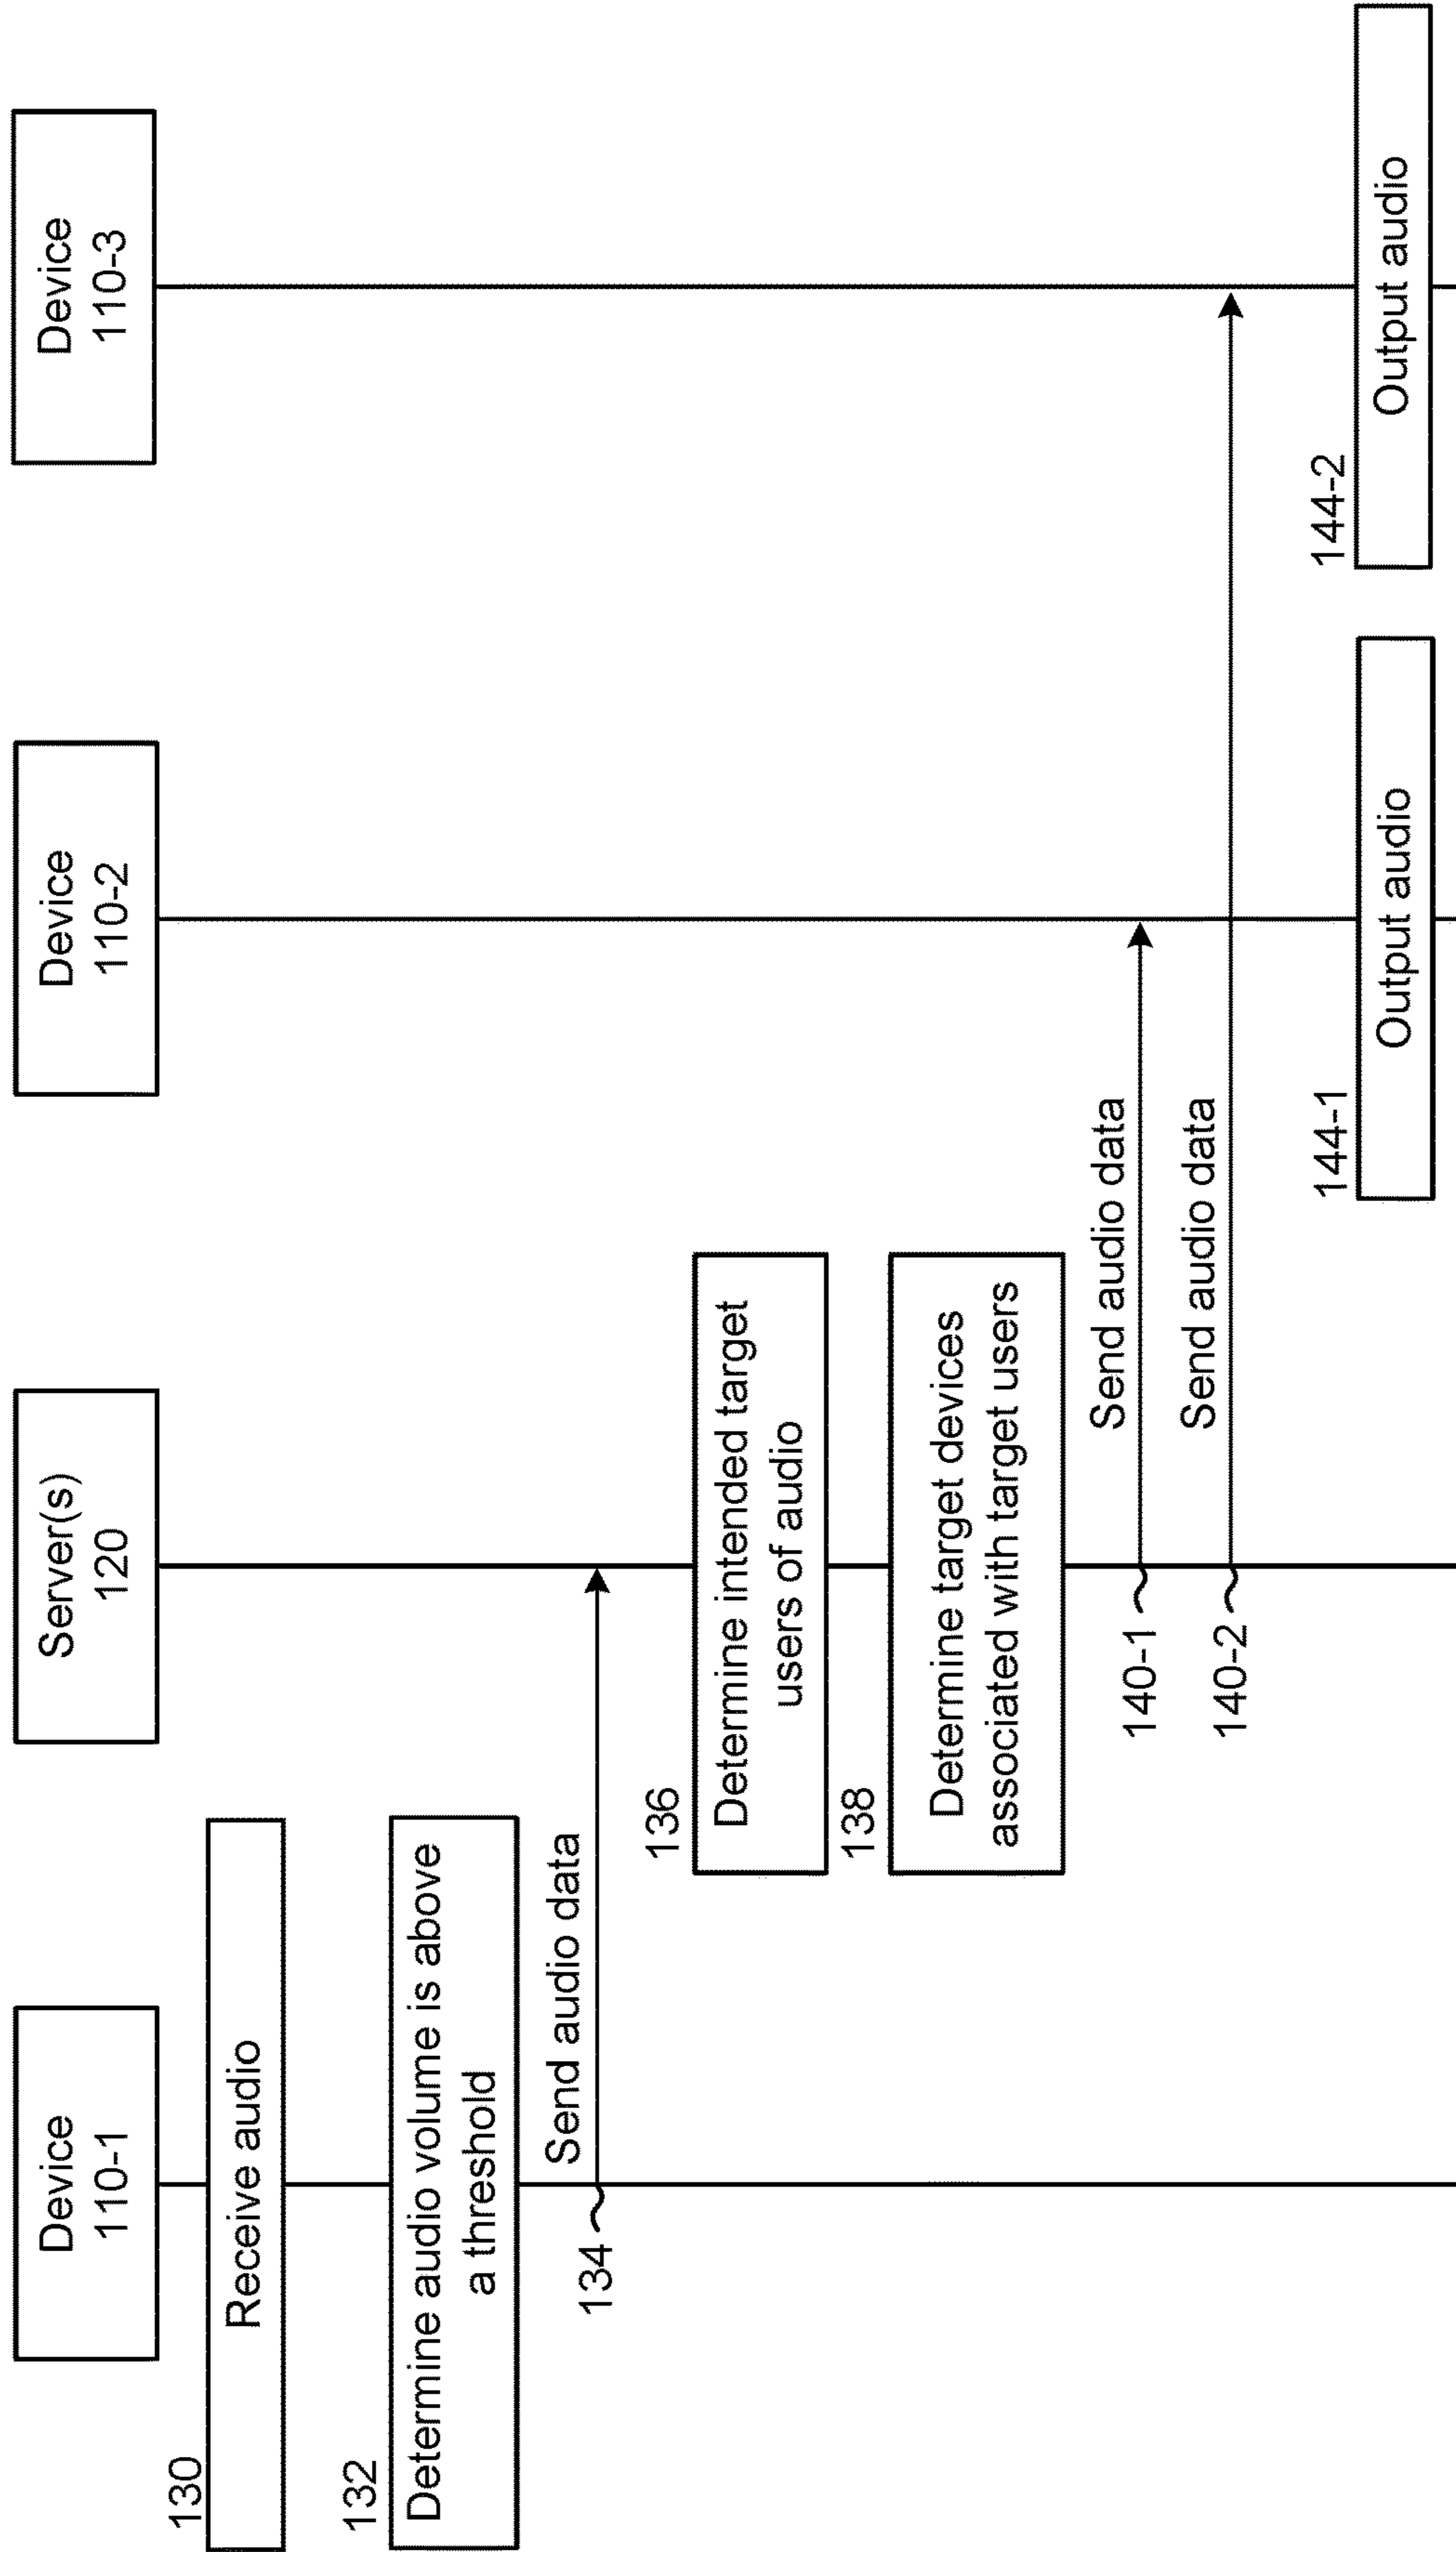 Device
110-1
Server(s)
120
Device
110-2
Device
110-3
130
Receive audio
132
Determine audio volume is above
a threshold
Send audio data
134
136
Determine intended target
users of audio
138
Determine target devices
associated with target users
Send audio data
140-1
Send audio data
140-2
144-1
Output audio
144-2
Output audio